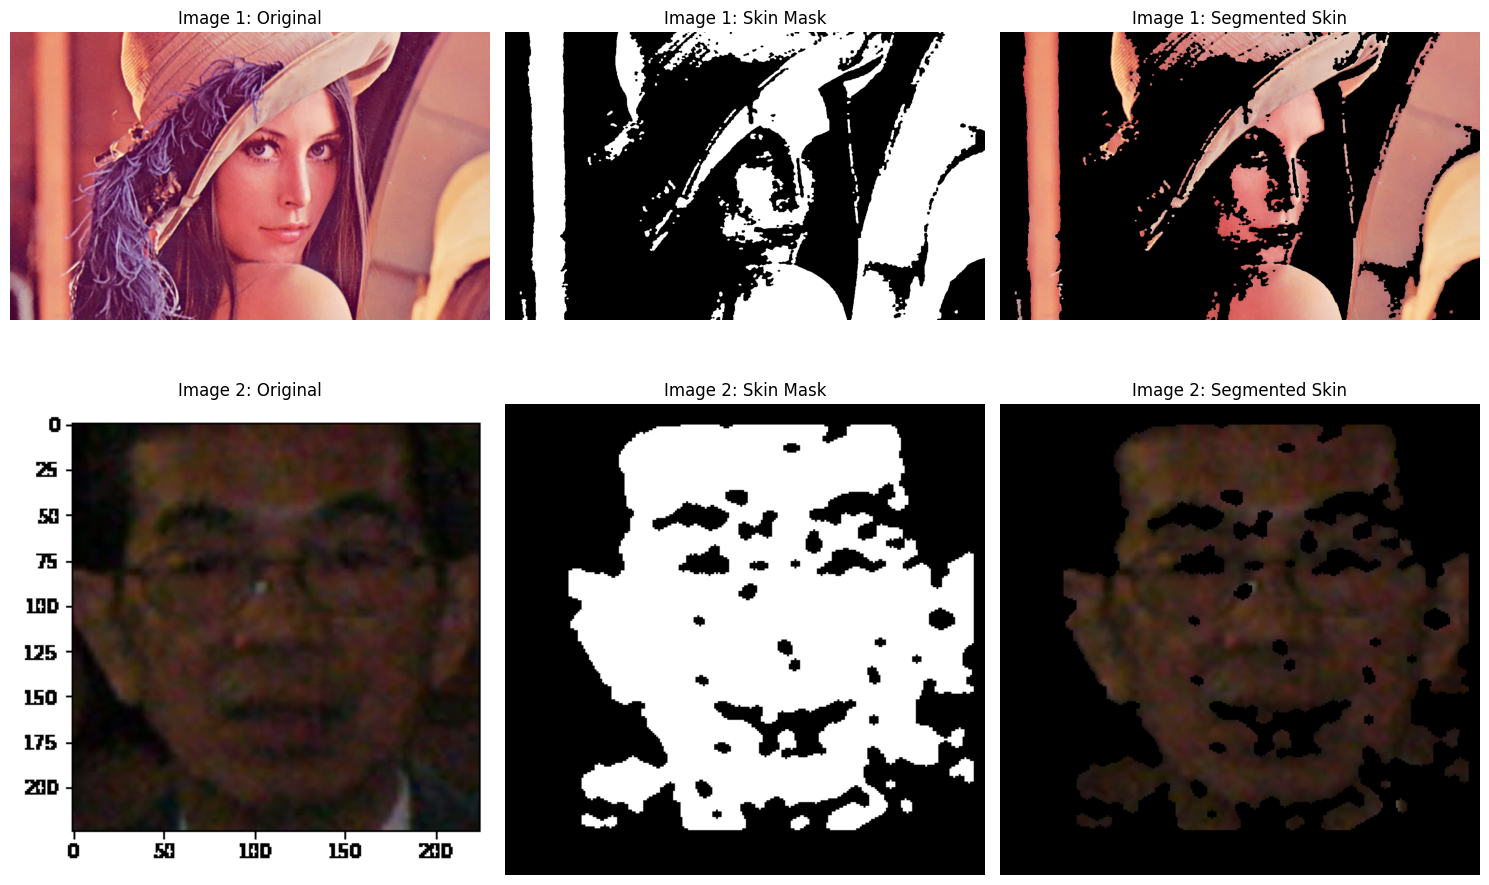 Image 1: Original
Image 1: Skin Mask
Image 1: Segmented Skin
Image 2: Original
Image 2: Skin Mask
Image 2: Segmented Skin
0
25
50
75
100
125
150
175
200
0
50
100
150
200